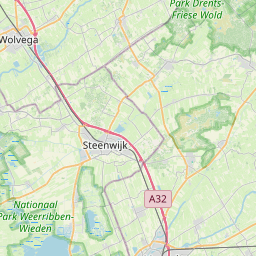 Park Drents-
Friese Wold
Wolvega
Steenwijk
A32
Nationaal
Park Weerribben-
Wieden